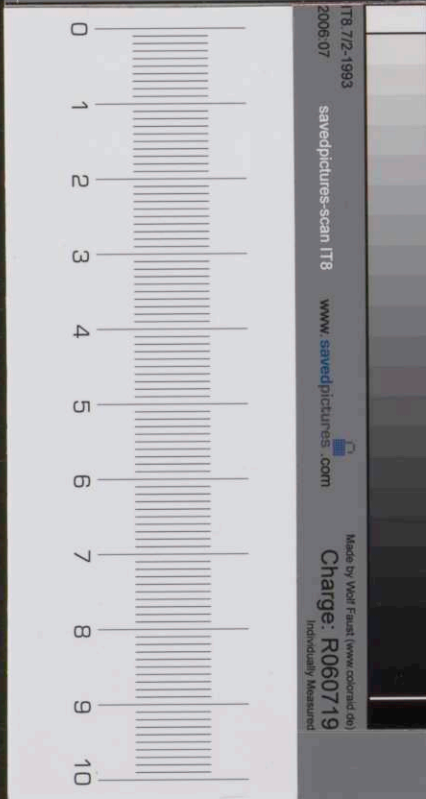 0
1
2
3
4
5
6
7
8
9
10
IT8.7/2-1993
2006:07
savedpictures-scan IT8
www.savedpictures.com
Made by Wolf Faust (www.coloraid.de)
Charge: R060719
Individually Measured